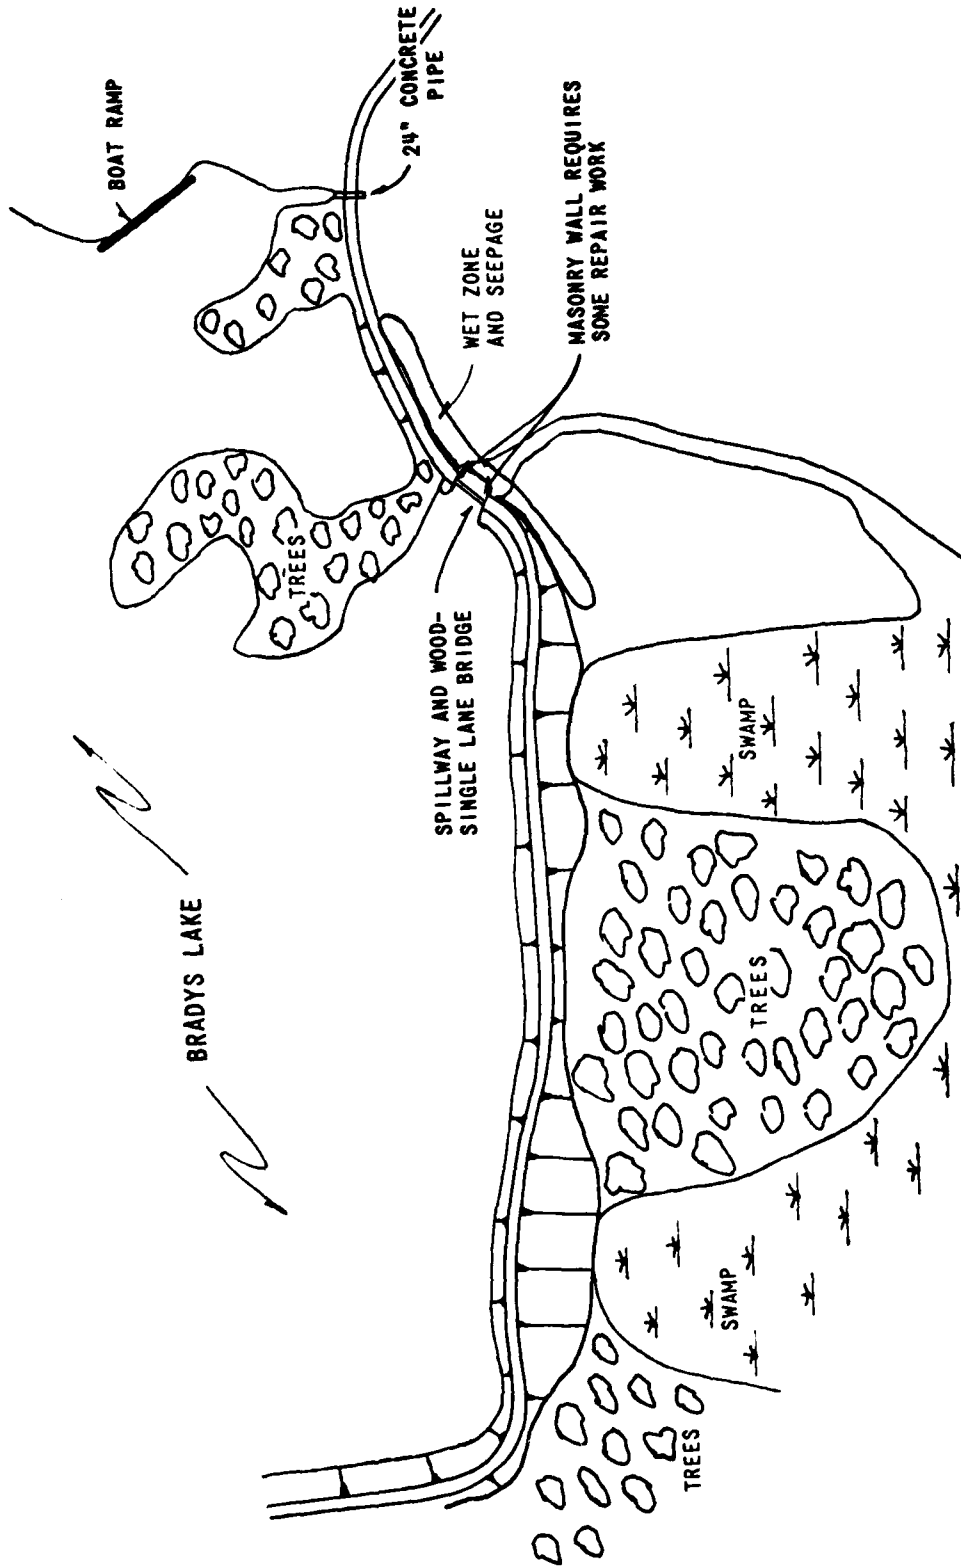 BRADYS LAKE
BOAT RAMP
24" CONCRETE
PIPE
TREES
WET ZONE
AND SEEPAGE
MASONRY WALL REQUIRES
SOME REPAIR WORK
SPILLWAY AND WOOD-
SINGLE LANE BRIDGE
SWAMP
TREES
SWAMP
TREES